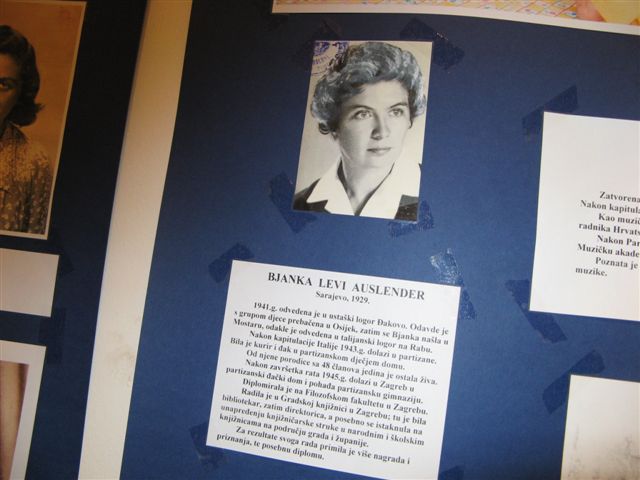 BJANKA LEVI AUSLENDER
Sarajevo, 1929.
1941.g. odvedena je u ustaški logor Đakovo. Odavde je
s grupom djece prebačena u Osijek, zatim se Bjanka našla u
Mostaru, odakle je odvedena u talijanski logor na Rabu.
Nakon kapitulacije Italije 1943.g. dolazi u partizane.
Bila je kurir i đak u partizanskom dječjem domu.
Od njene porodice sa 48 članova jedina je ostala živa.
Nakon završetka rata 1945.g. dolazi u Zagreb u
partizanski đački dom i pohađa partizansku gimnaziju.
Diplomirala je na Filozofskom fakultetu u Zagrebu.
Radila je u Gradskoj knjižnici u Zagrebu; tu je bila
bibliotekar, zatim direktorica, a posebno se istaknula na
unapređenju knjižničarske struke u narodnim i školskim
knjižnicama na području grada i županije.
Za rezultate svoga rada primila je više nagrada i
priznanja, te posebnu diplomu.
Zatvorena
Nakon kapitula
Kao muzič
radnika Hrvats
Nakon Par
Muzičku akade
Poznata je
muzike.